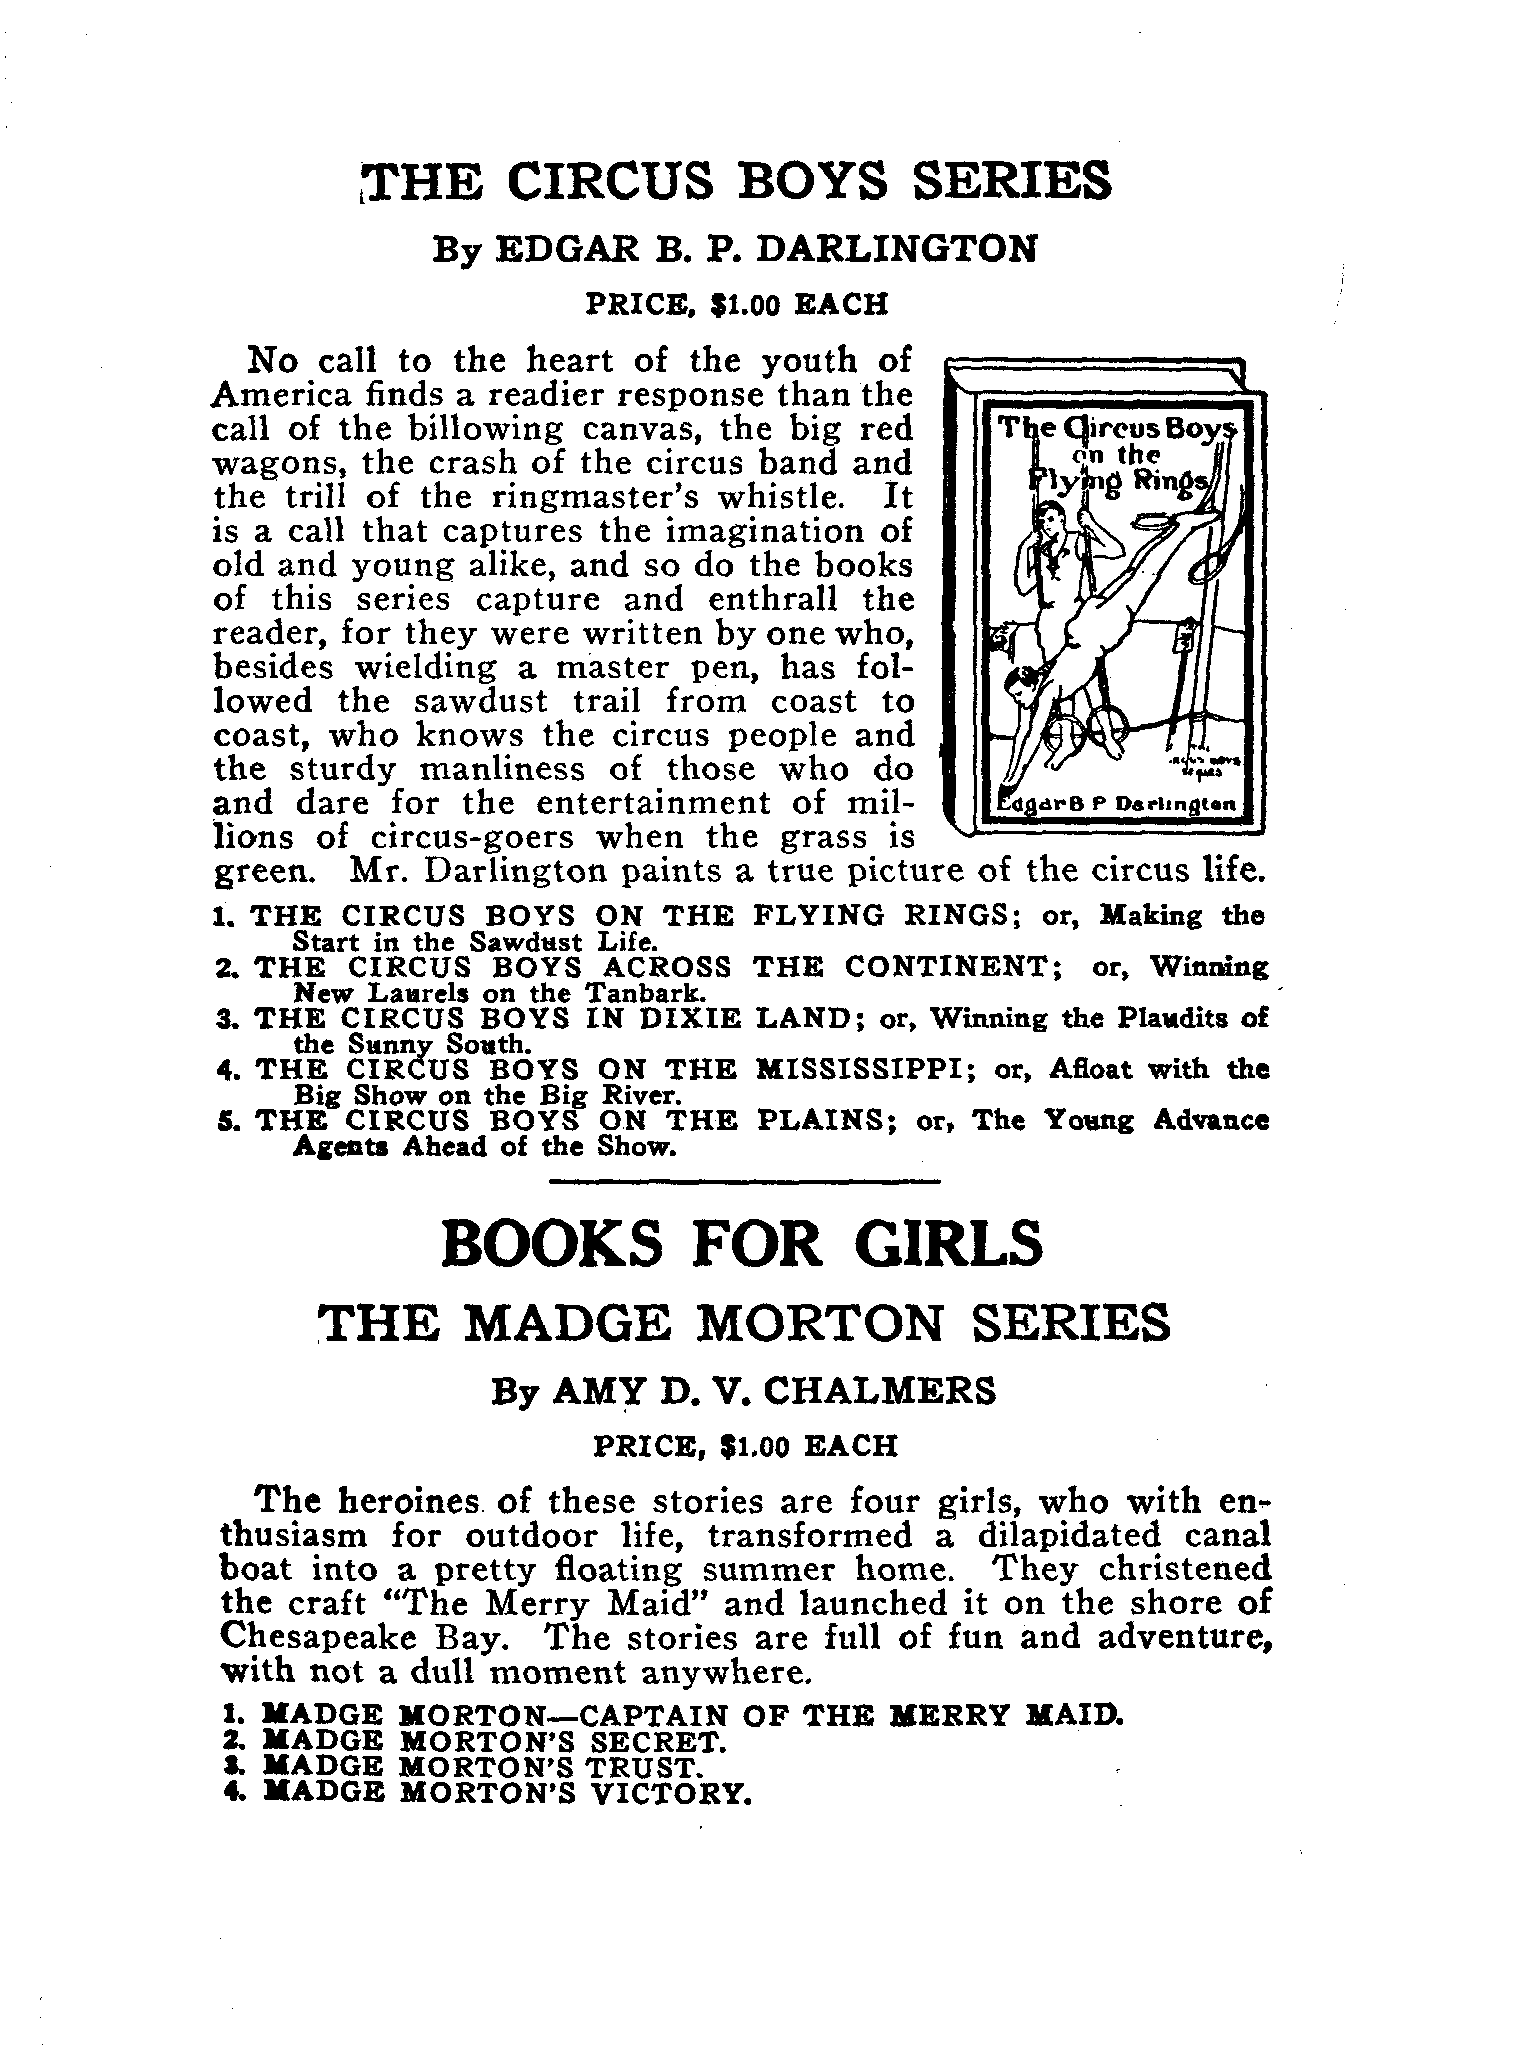 THE CIRCUS BOYS SERIES
By EDGAR B. P. DARLINGTON
PRICE, $1.00 EACH
No call to the heart of the youth of
America finds a readier response than the
call of the billowing canvas, the big red
wagons, the crash of the circus band and
the trill of the ringmaster's whistle. It
is a call that captures the imagination of
old and young alike, and so do the books
of this series capture and enthrall the
reader, for they were written by one who,
besides wielding a master pen, has fol-
lowed the sawdust trail from coast to
coast, who knows the circus people and
the sturdy manliness of those who do
and dare for the entertainment of mil-
lions of circus-goers when the grass is
green. Mr. Darlington paints a true picture of the circus life.
The Circus Boys
on the
Flying Rings
Edgar B P Darlington
1. THE CIRCUS BOYS ON THE FLYING RINGS; or, Making the
Start in the Sawdust Life.
2. THE CIRCUS BOYS ACROSS THE CONTINENT; or, Winning
New Laurels on the Tanbark.
3. THE CIRCUS BOYS IN DIXIE LAND; or, Winning the Plaudits of
the Sunny South.
4. THE CIRCUS BOYS ON THE MISSISSIPPI; or, Afloat with the
Big Show on the Big River.
5. THE CIRCUS BOYS ON THE PLAINS; or, The Young Advance
Agents Ahead of the Show.
BOOKS FOR GIRLS
THE MADGE MORTON SERIES
By AMY D. V. CHALMERS
PRICE, $1.00 EACH
The heroines of these stories are four girls, who with en-
thusiasm for outdoor life, transformed a dilapidated canal
boat into a pretty floating summer home. They christened
the craft "The Merry Maid" and launched it on the shore of
Chesapeake Bay. The stories are full of fun and adventure,
with not a dull moment anywhere.
1. MADGE MORTON—CAPTAIN OF THE MERRY MAID.
2. MADGE MORTON'S SECRET.
3. MADGE MORTON'S TRUST.
4. MADGE MORTON'S VICTORY.